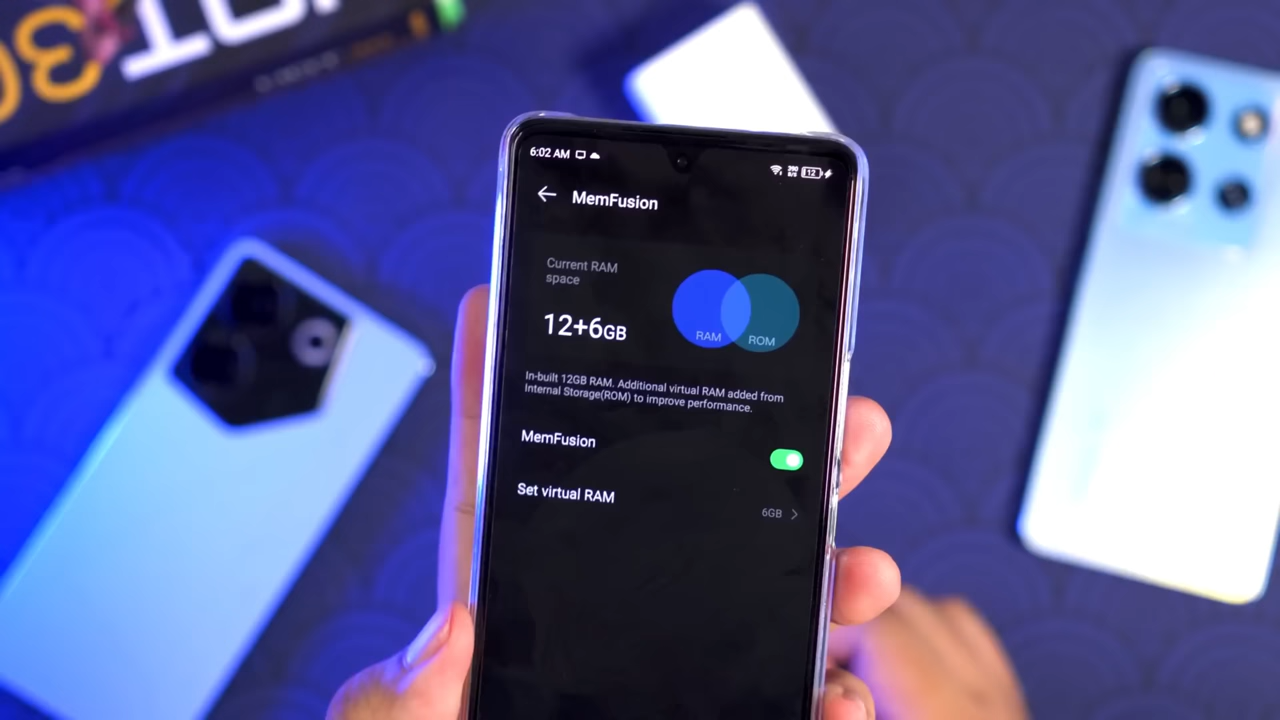 6:02 AM
12
MemFusion
Current RAM
space
12+6GB
RAM
ROM
In-built 12GB RAM. Additional virtual RAM added from
Internal Storage(ROM) to improve performance.
MemFusion
Set virtual RAM
6GB